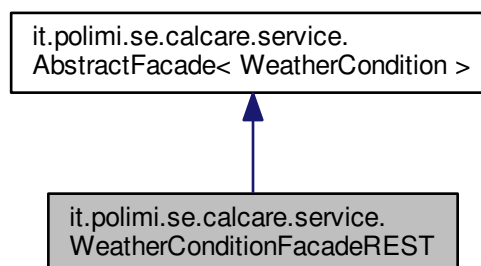 it.polimi.se.calcare.service.
AbstractFacade< WeatherCondition >
it.polimi.se.calcare.service.
WeatherConditionFacadeREST